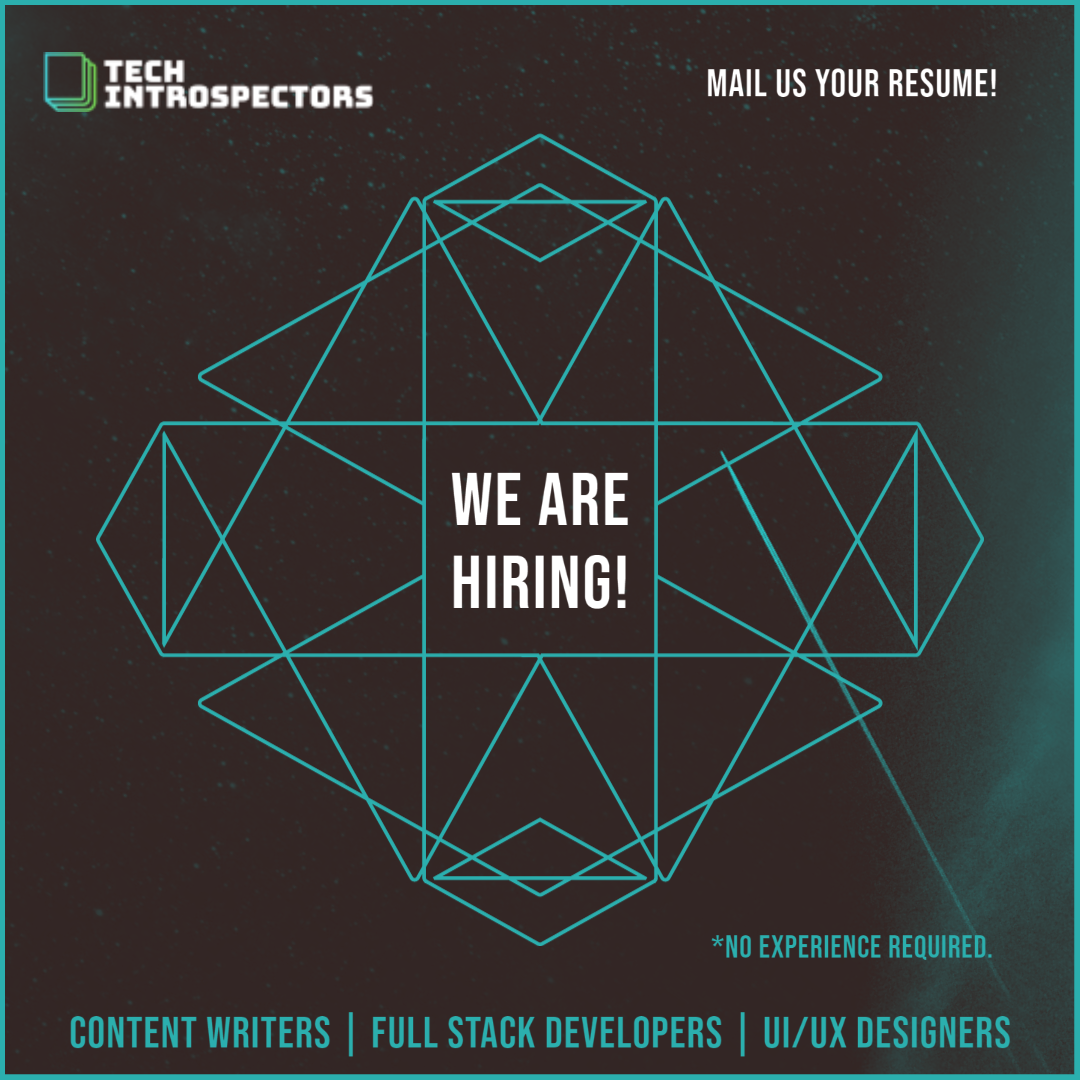 TECH
INTROSPECTORS
MAIL US YOUR RESUME!
WE ARE
HIRING!
*NO EXPERIENCE REQUIRED.
CONTENT WRITERS | FULL STACK DEVELOPERS | UI/UX DESIGNERS